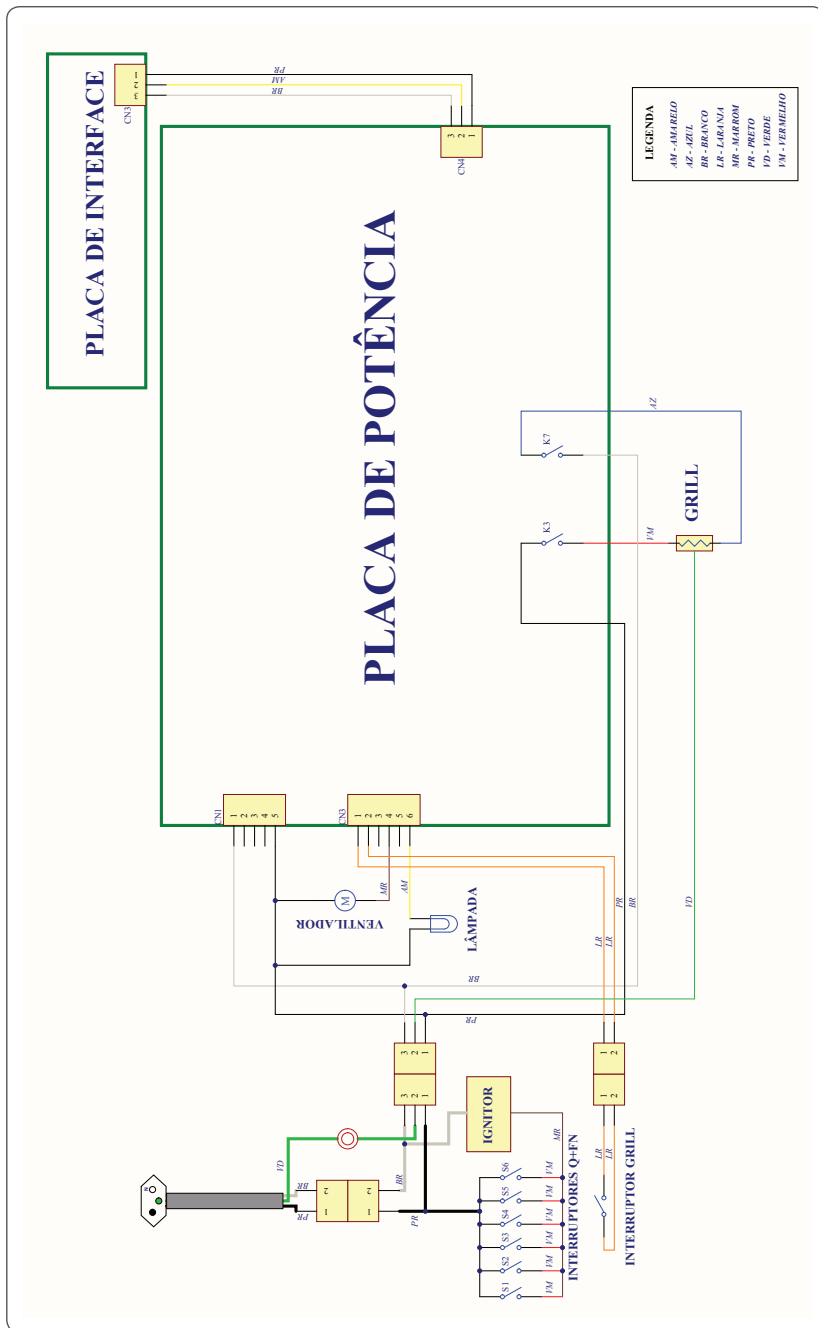 PLACA DE INTERFACE
1
2
3
CN3
PR
AM
BR
3
2
1
CN4
PLACA DE POTÊNCIA
LEGENDA
AM - AMARELO
AZ - AZUL
BR - BRANCO
LR - LARANJA
MR - MARROM
PR - PRETO
VD - VERDE
VM - VERMELHO
K7
K3
AZ
VM
GRILL
CN1
1
2
3
4
5
CN3
1
2
3
4
5
6
MR
AM
M
VENTILADOR
LÂMPADA
LR
LR
PR
BR
VD
BR
PR
3
2
1
3
2
1
1
2
1
2
IGNITOR
MR
N
VD
BR
PR
2
1
2
1
BR
PR
S6
S5
S4
S3
S2
S1
VM
VM
VM
VM
VM
VM
INTERRUPTORES Q+FN
LR
LR
INTERRUPTOR GRILL